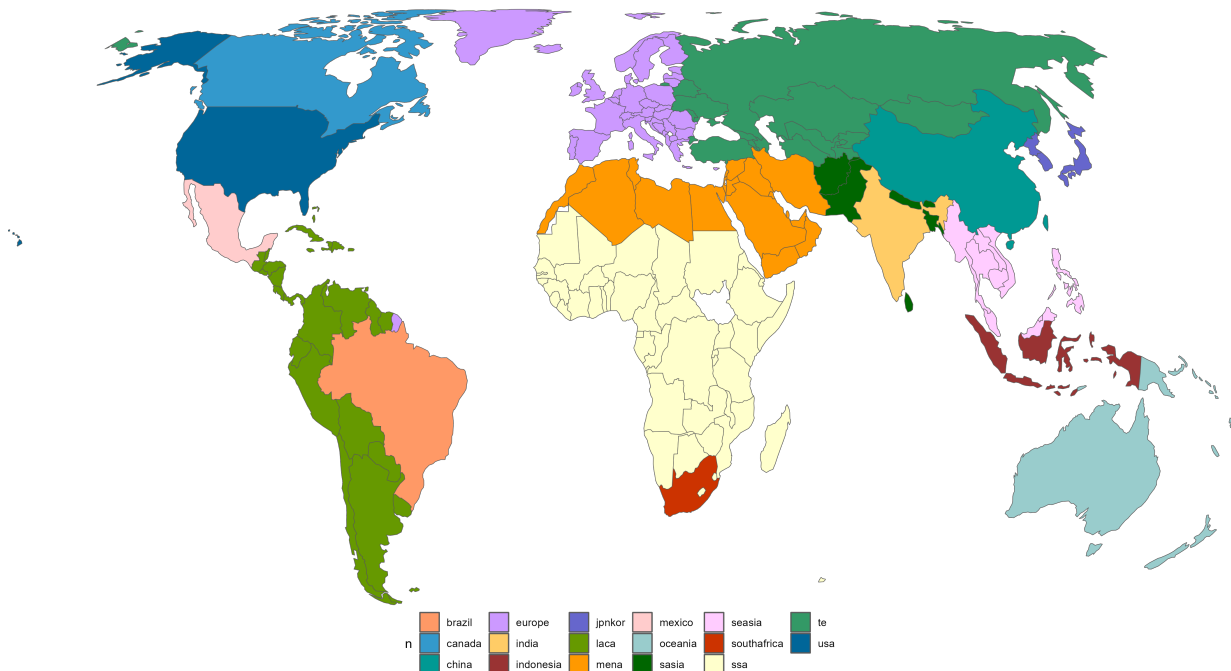 brazil europe jpnkor mexico seasia te
n canada india laca oceania southafrica usa
china indonesia mena sasia ssa